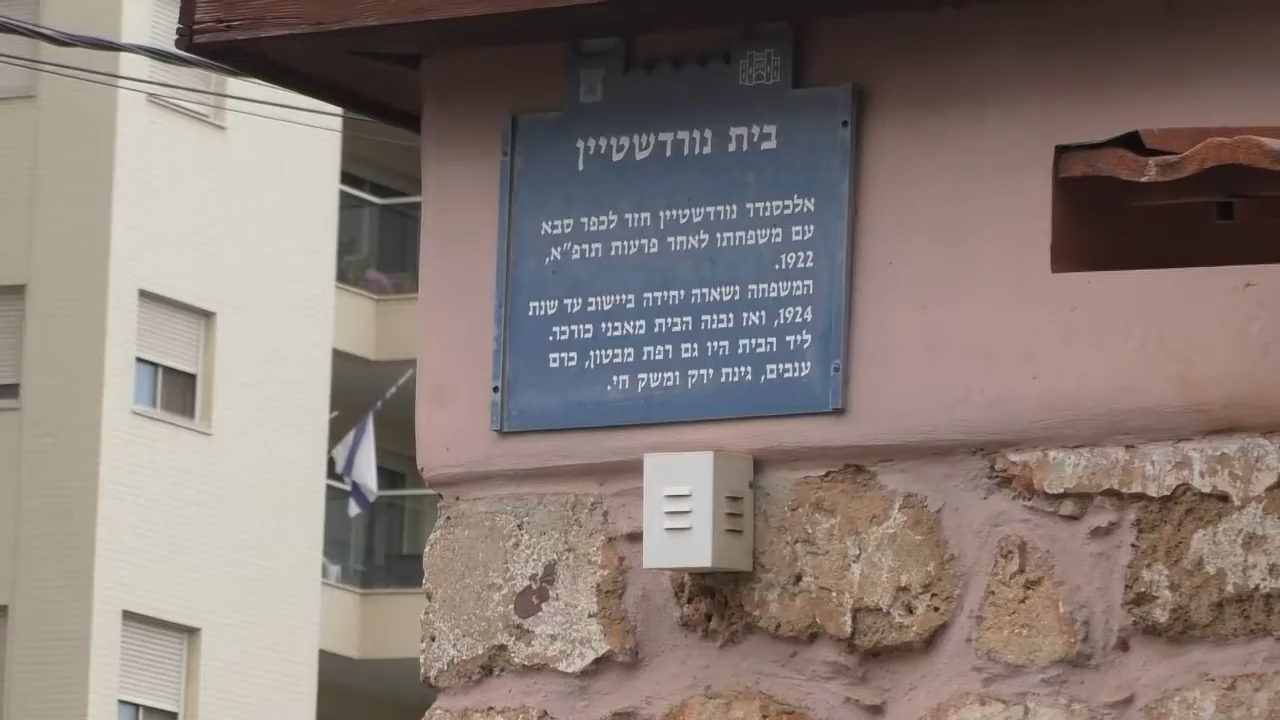 בית נורדשטיין
אלכסנדר נורדשטיין חזר לכפר סבא
עם משפחתו לאחר פרעות תרפ"א,
1922.
המשפחה נשארה יחידה ביישוב עד שנת
1924, ואז נבנה הבית מאבני כורכר.
ליד הבית היו גם רפת מבטון, כרם
ענבים, גינת ירק ומשק חי.